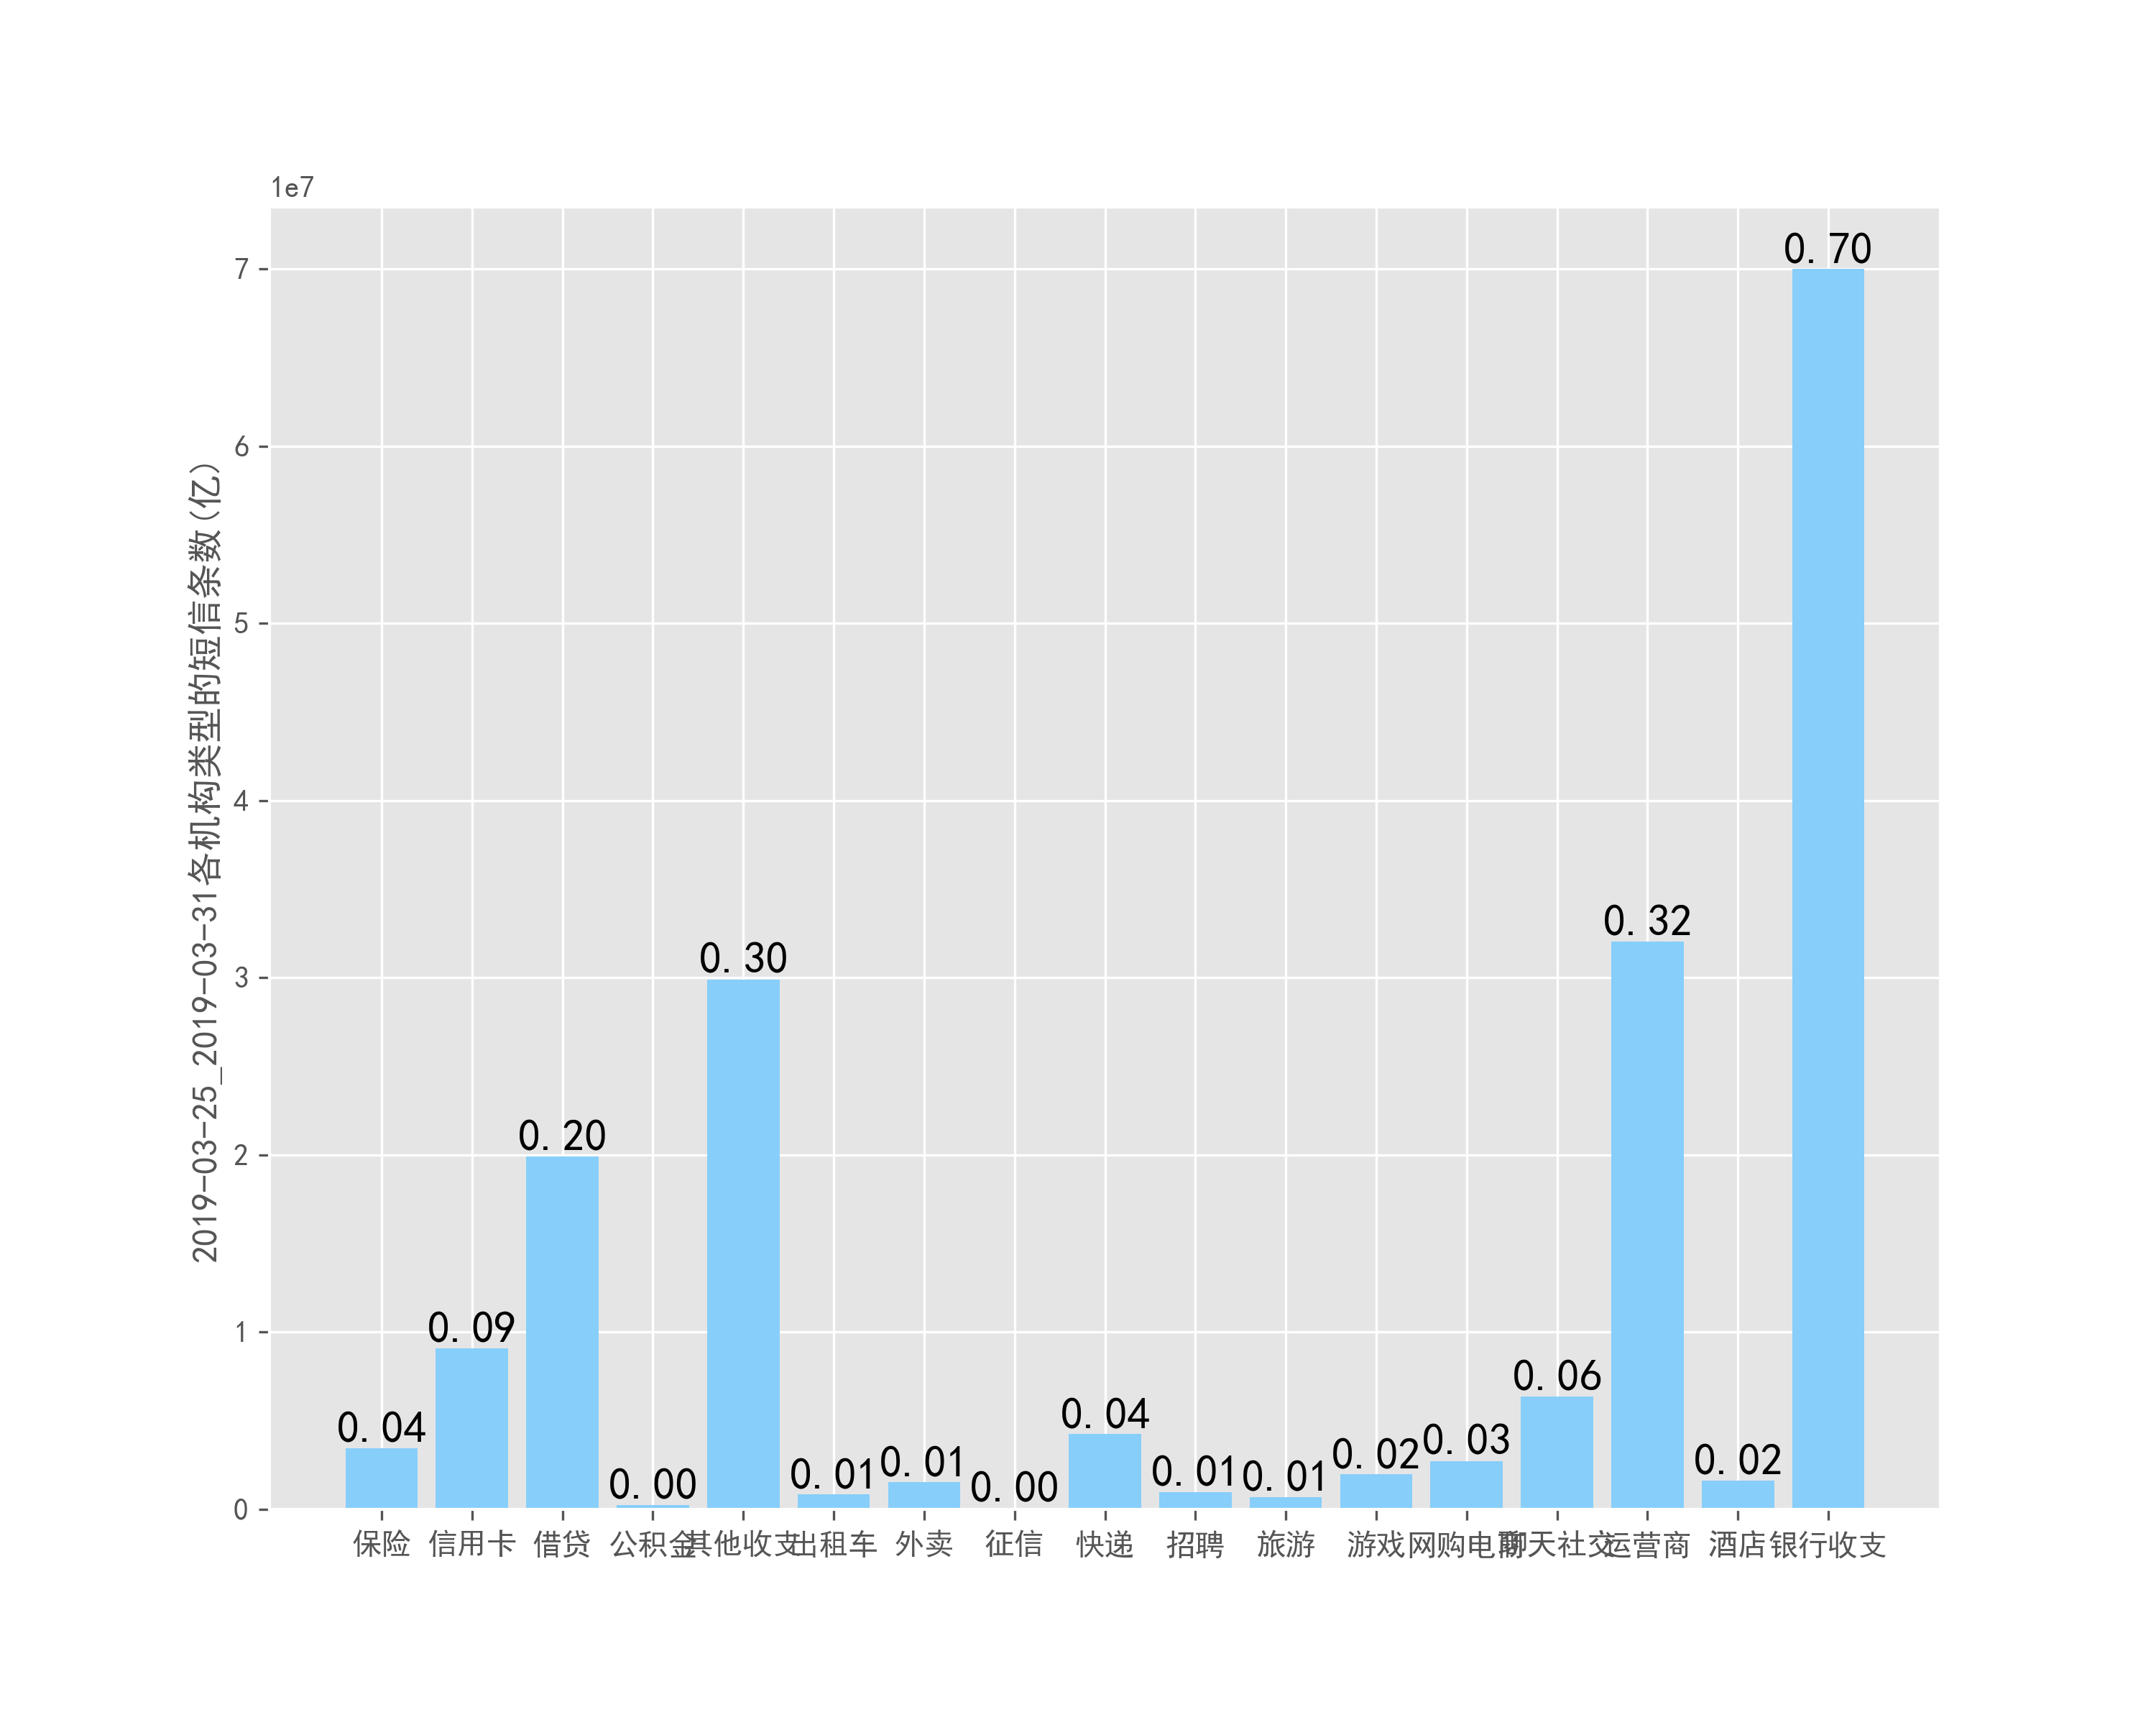 1e7
7
6
5
4
3
2
1
0
2019-03-25_2019-03-31各机构类型的短信条数(亿)
0.04
0.09
0.20
0.00
0.30
0.01
0.01
0.00
0.04
0.01
0.01
0.02
0.03
0.06
0.32
0.02
0.70
保险
信用卡
借贷
公积金
其他收支
出租车
外卖
征信
快递
招聘
旅游
游戏
网购电商
聊天社交
运营商
酒店
银行收支